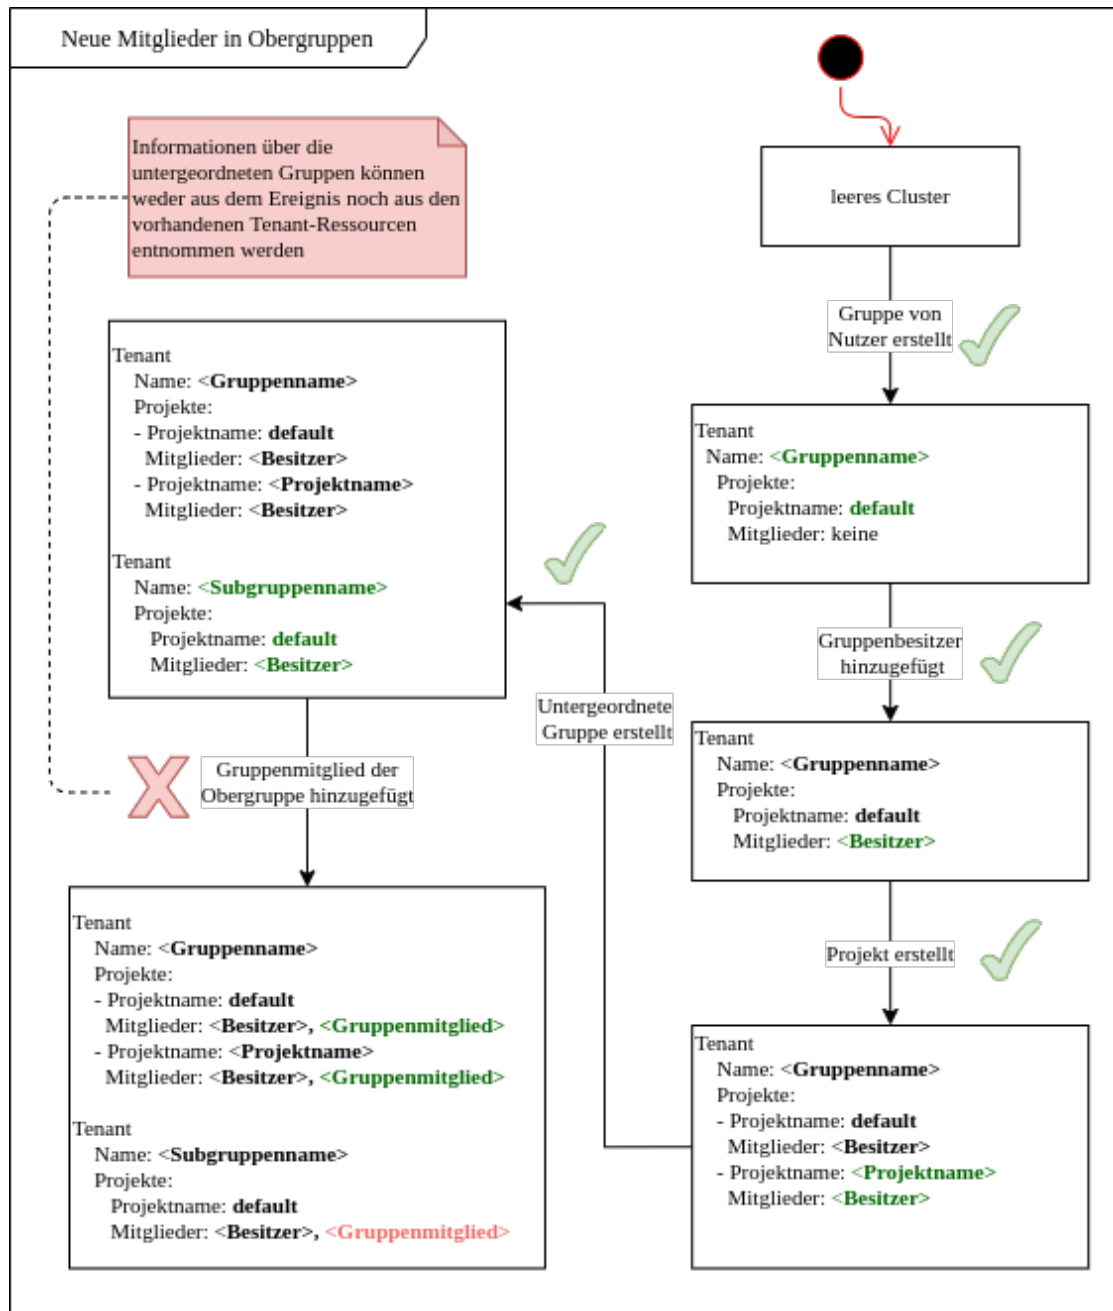 Neue Mitglieder in Obergruppen
Informationen über die
untergeordneten Gruppen können
weder aus dem Ereignis noch aus den
vorhandenen Tenant-Ressourcen
entnommen werden
leeres Cluster
Gruppe von
Nutzer erstellt
Tenant
Name: <Gruppenname>
Projekte:
Projektname: default
Mitglieder: keine
Gruppenbesitzer
hinzugefügt
Tenant
Name: <Gruppenname>
Projekte:
Projektname: default
Mitglieder: <Besitzer>
Projekt erstellt
Tenant
Name: <Gruppenname>
Projekte:
- Projektname: default
Mitglieder: <Besitzer>
- Projektname: <Projektname>
Mitglieder: <Besitzer>
Untergeordnete
Gruppe erstellt
Tenant
Name: <Gruppenname>
Projekte:
- Projektname: default
Mitglieder: <Besitzer>
- Projektname: <Projektname>
Mitglieder: <Besitzer>
Tenant
Name: <Subgruppenname>
Projekte:
Projektname: default
Mitglieder: <Besitzer>
Gruppenmitglied der
Obergruppe hinzugefügt
Tenant
Name: <Gruppenname>
Projekte:
- Projektname: default
Mitglieder: <Besitzer>, <Gruppenmitglied>
- Projektname: <Projektname>
Mitglieder: <Besitzer>, <Gruppenmitglied>
Tenant
Name: <Subgruppenname>
Projekte:
Projektname: default
Mitglieder: <Besitzer>, <Gruppenmitglied>